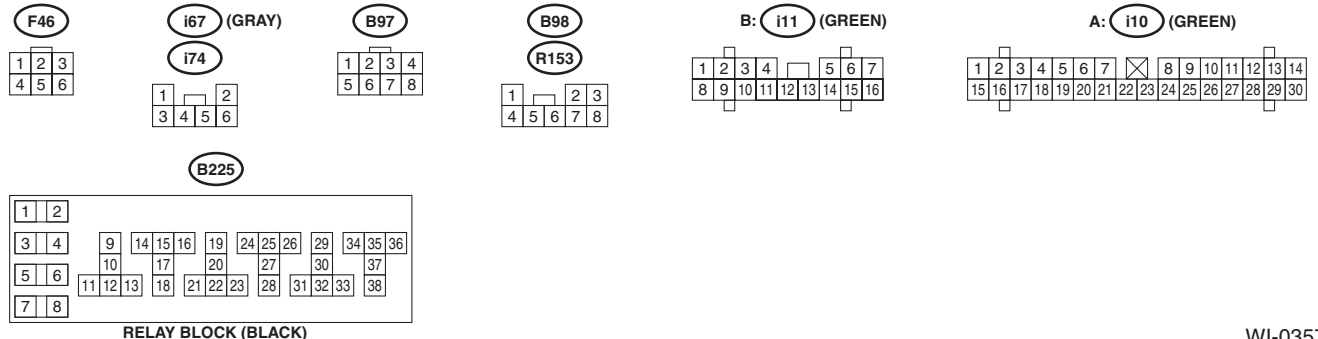 F46
i67 (GRAY)
B97
B98
B: i11 (GREEN)
A: i10 (GREEN)
i74
R153
1 2 3
4 5 6
1 2
3 4 5 6
1 2 3 4
5 6 7 8
1 2 3
4 5 6 7 8
1 2 3 4 5 6 7
8 9 10 11 12 13 14 15 16
1 2 3 4 5 6 7 8 9 10 11 12 13 14
15 16 17 18 19 20 21 22 23 24 25 26 27 28 29 30
B225
1 2
3 4 9 14 15 16 19 24 25 26 29 34 35 36
10 17 20 27 30 37
5 6 11 12 13 18 21 22 23 28 31 32 33 38
7 8
RELAY BLOCK (BLACK)